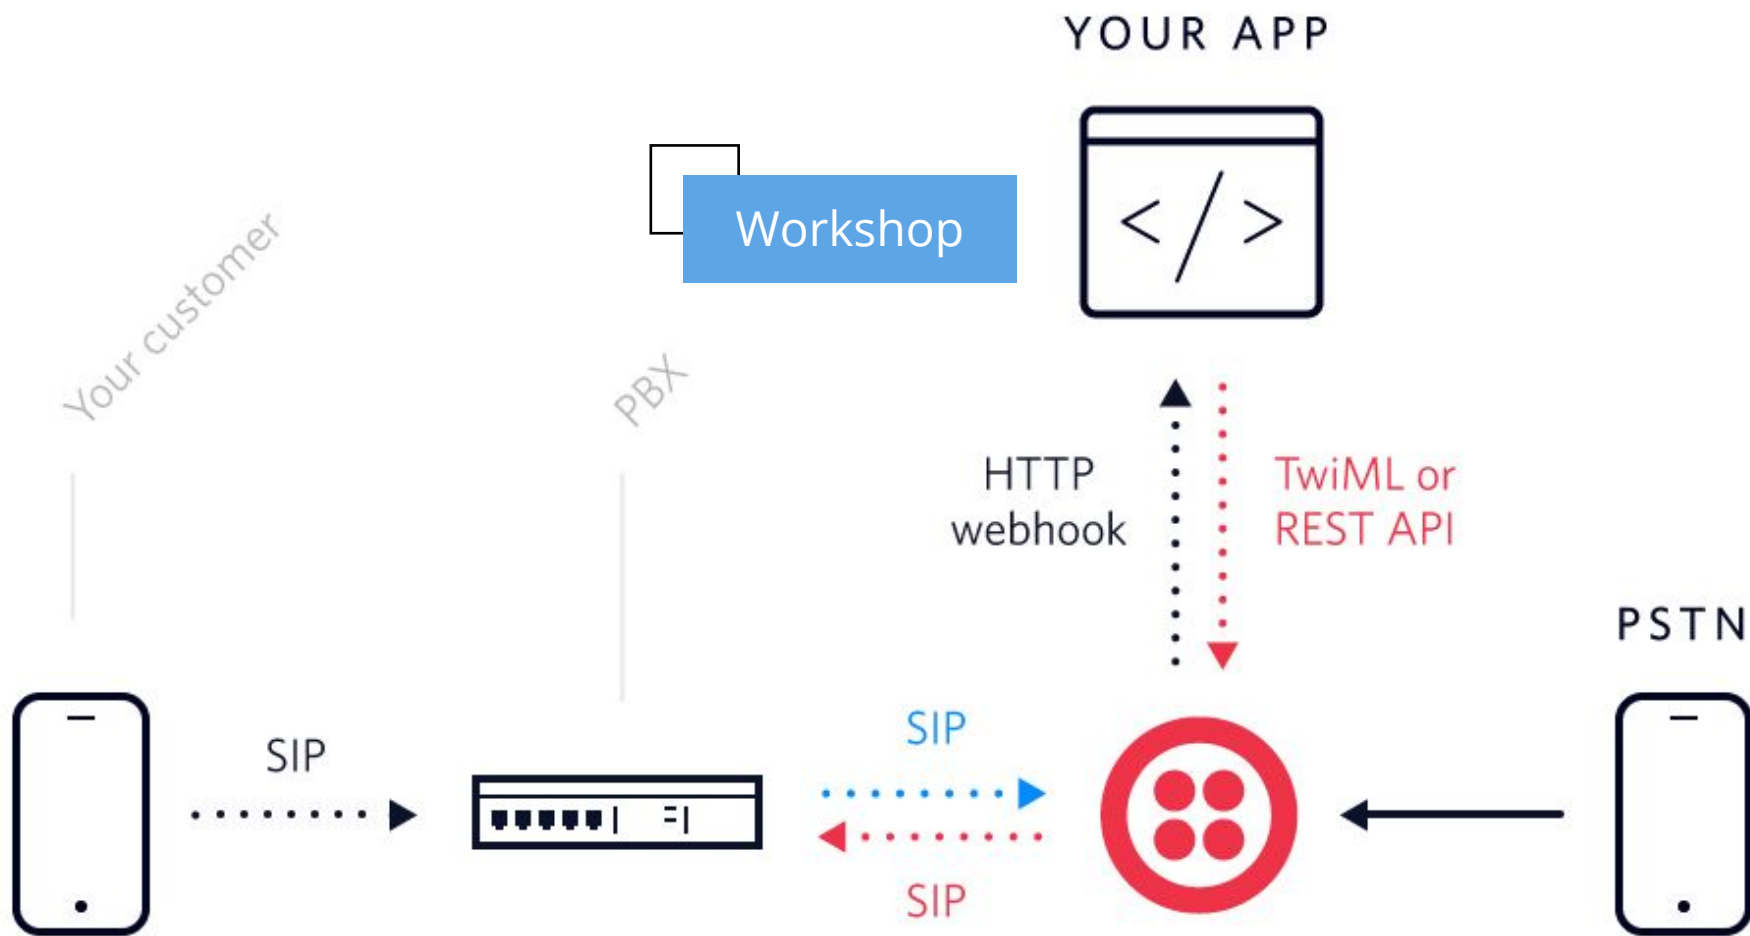 YOUR APP
Workshop
Your customer
PBX
HTTP
webhook
TwiML or
REST API
PSTN
SIP
SIP
SIP